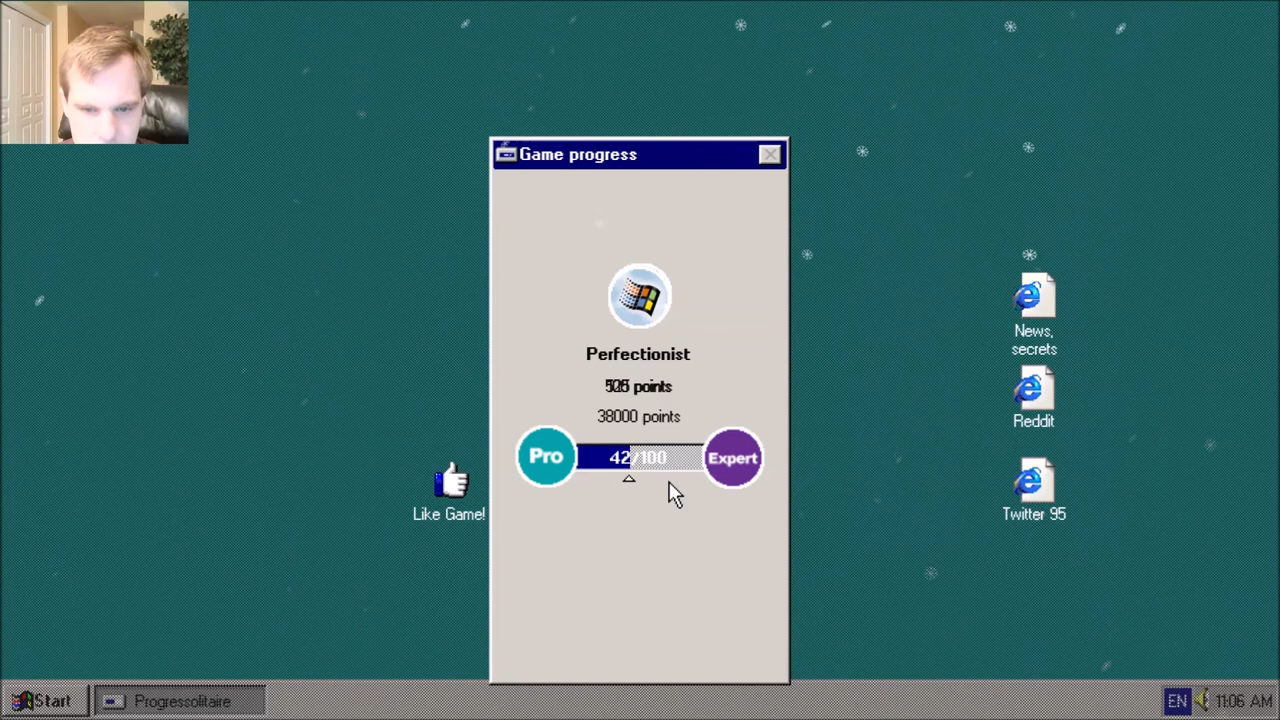 Game progress
Perfectionist
points
38000 points
Pro
42/100
Expert
Like Game!
News,
secrets
Reddit
Twitter 95
Start
Progressolitaire
EN
11:06 AM